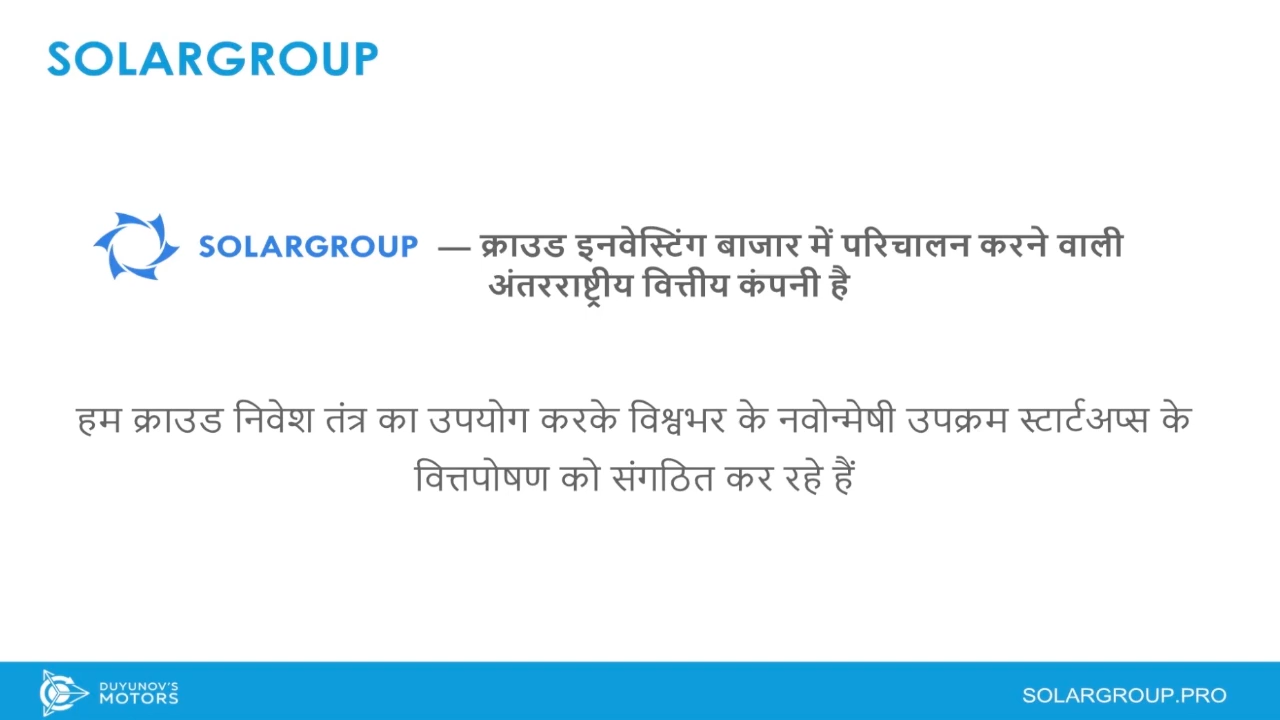 SOLARGROUP
SOLARGROUP — क्राउड इनवेस्टिंग बाजार में परिचालन करने वाली
अंतरराष्ट्रीय वित्तीय कंपनी है
हम क्राउड निवेश तंत्र का उपयोग करके विश्वभर के नवोन्मेषी उपक्रम स्टार्टअप्स के
वित्तपोषण को संगठित कर रहे हैं
DUYUNOV'S
MOTORS
SOLARGROUP.PRO